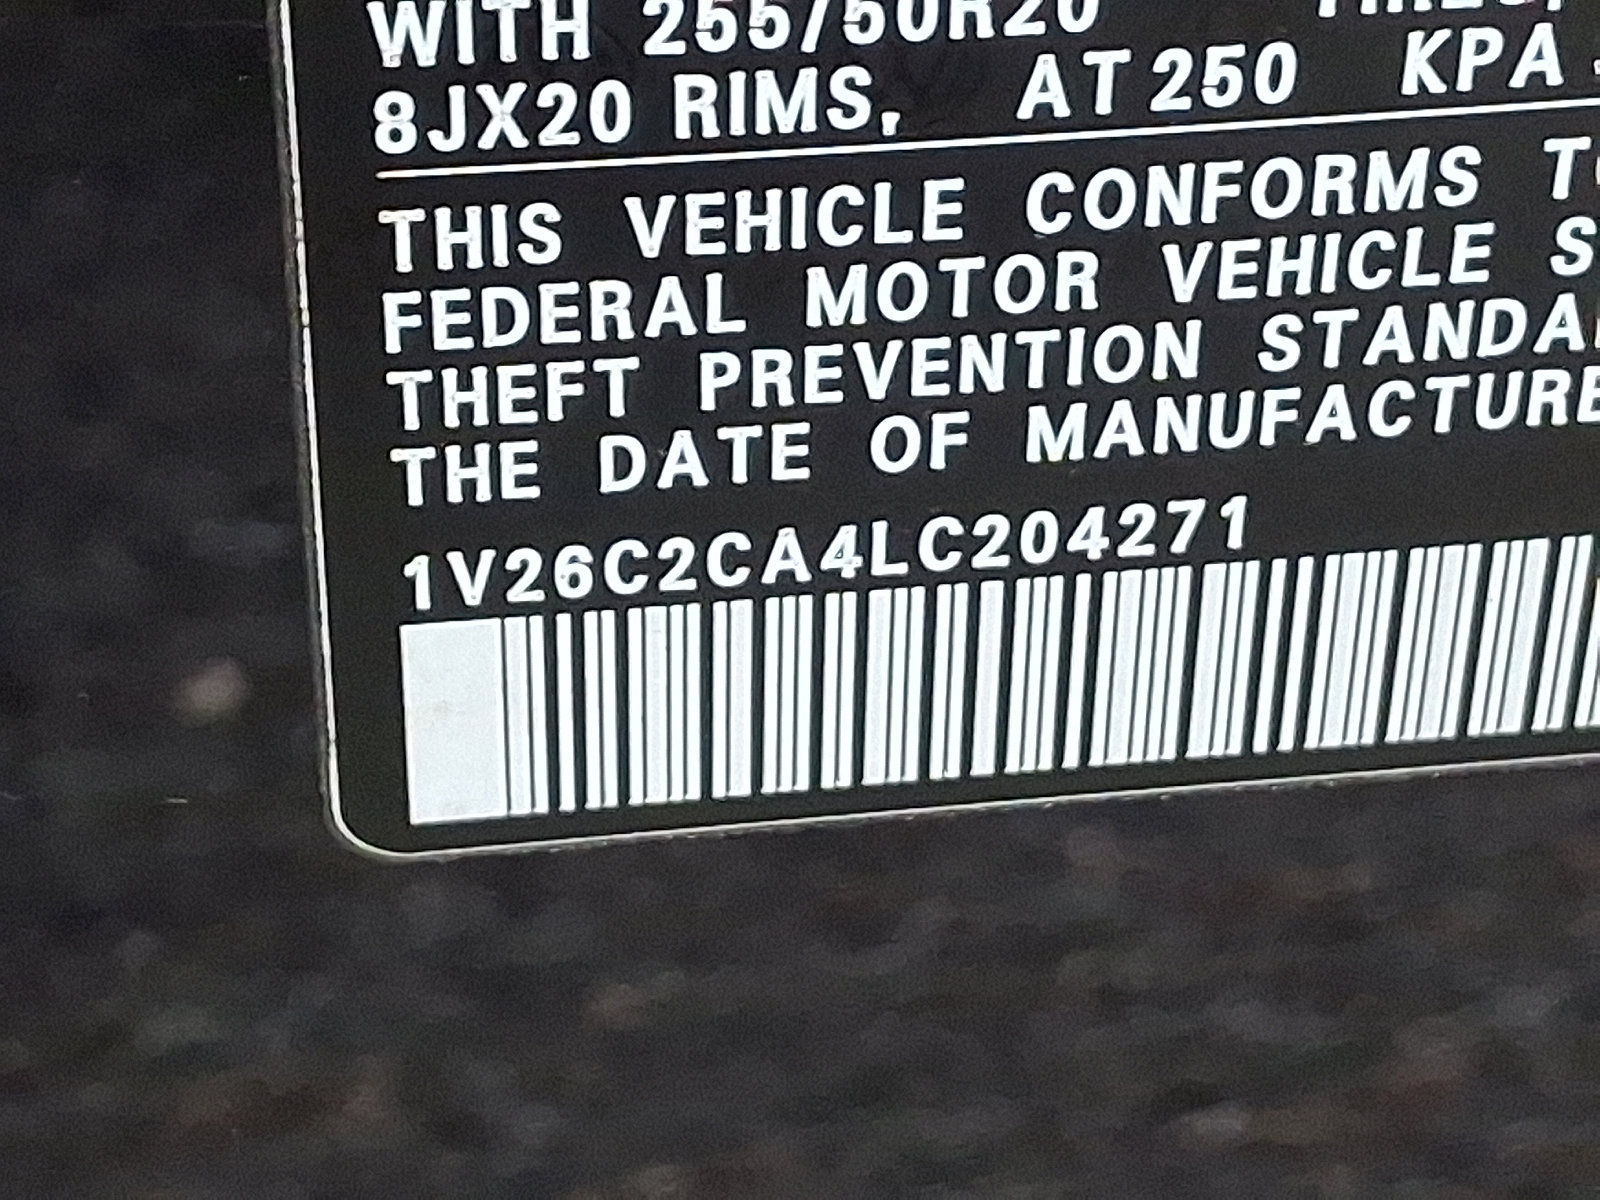 WITH 255/50R20
8JX20 RIMS, AT 250 KPA
THIS VEHICLE CONFORMS
FEDERAL MOTOR VEHICLE
THEFT PREVENTION
THE DATE OF MANUFACTURE
1V26C2CA4LC204271